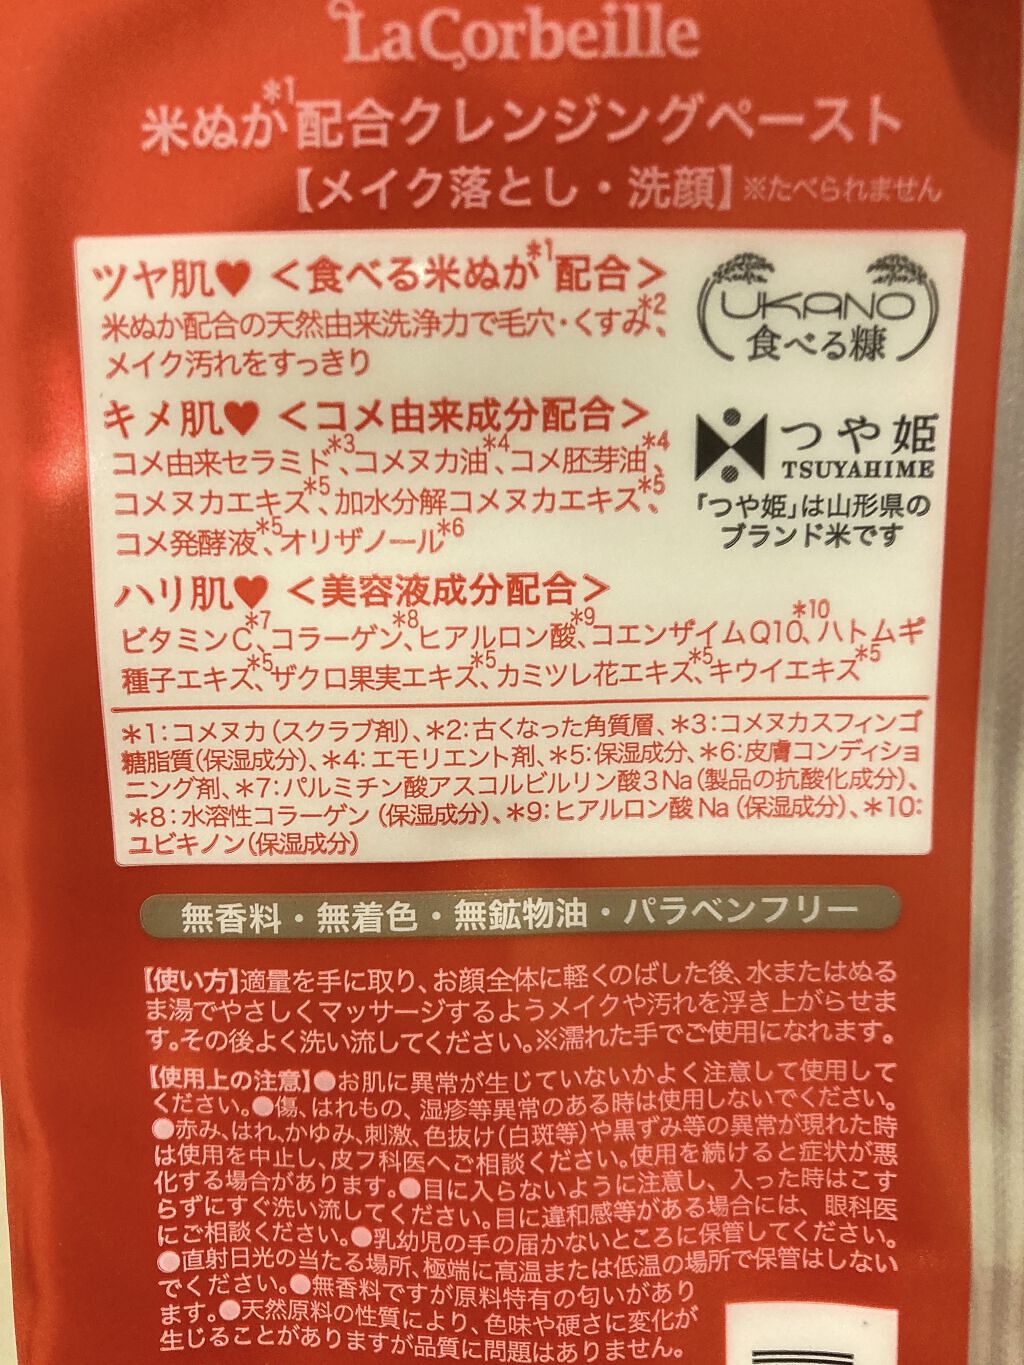 LaCorbeille
米ぬか*1配合クレンジングペースト
【メイク落とし・洗顔】※たべられません
ツヤ肌♥ <食べる米ぬか*1配合>
米ぬか配合の天然由来洗浄力で毛穴・くすみ*2、
メイク汚れをすっきり
UKANO
食べる糠
キメ肌♥ <コメ由来成分配合>
コメ由来セラミド*3、コメヌカ油*4、コメ胚芽油*4、
コメヌカエキス*5、加水分解コメヌカエキス*5、
コメ発酵液*5、オリザノール*6
つや姫
TSUYAHIME
「つや姫」は山形県の
ブランド米です
ハリ肌♥ <美容液成分配合>
ビタミンC*7、コラーゲン*8、ヒアルロン酸*9、コエンザイムQ10*10、ハトムギ
種子エキス*5、ザクロ果実エキス*5、カミツレ花エキス*5、キウイエキス*5
*1:コメヌカ(スクラブ剤)、*2:古くなった角質層、*3:コメヌカスフィンゴ
糖脂質(保湿成分)、*4:エモリエント剤、*5:保湿成分、*6:皮膚コンディショ
ニング剤、*7:パルミチン酸アスコルビルリン酸3Na(製品の抗酸化成分)、
*8:水溶性コラーゲン(保湿成分)、*9:ヒアルロン酸Na(保湿成分)、*10:
ユビキノン(保湿成分)
無香料・無着色・無鉱物油・パラベンフリー
【使い方】適量を手に取り、お顔全体に軽くのばした後、水またはぬる
ま湯でやさしくマッサージするようメイクや汚れを浮き上がらせま
す。その後よく洗い流してください。※濡れた手でご使用になれます。
【使用上の注意】●お肌に異常が生じていないかよく注意して使用して
ください。●傷、はれもの、湿疹等異常のある時は使用しないでください。
●赤み、はれ、かゆみ、刺激、色抜け(白斑等)や黒ずみ等の異常が現れた時
は使用を中止し、皮フ科医へご相談ください。使用を続けると症状が悪
化する場合があります。●目に入らないように注意し、入った時はこす
らずにすぐ洗い流してください。目に違和感等がある場合には、眼科医
にご相談ください。●乳幼児の手の届かないところに保管してください。
●直射日光の当たる場所、極端に高温または低温の場所で保管はしない
でください。●無香料ですが原料特有の匂いがあり
ます。●天然原料の性質により、色味や硬さに変化が
生じることがありますが品質に問題はありません。